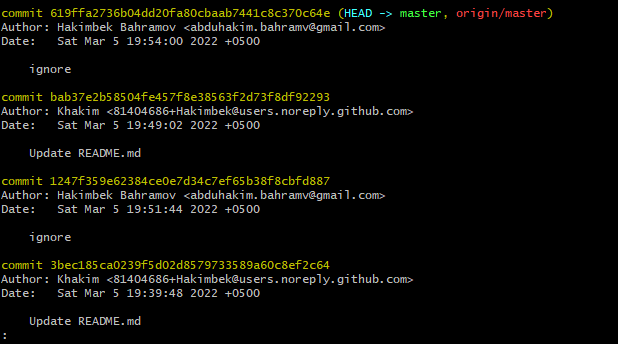 commit 619ffa2736b04dd20fa80cbaab7441c8c370c64e (HEAD -> master, origin/master)
Author: Hakimbek Bahramov <abduhakim.bahramv@gmail.com>
Date:   Sat Mar 5 19:54:00 2022 +0500
    ignore
commit bab37e2b58504fe457f8e38563f2d73f8df92293
Author: Khakim <81404686+Hakimbek@users.noreply.github.com>
Date:   Sat Mar 5 19:49:02 2022 +0500
    Update README.md
commit 1247f359e62384ce0e7d34c7ef65b38f8cbfd887
Author: Hakimbek Bahramov <abduhakim.bahramv@gmail.com>
Date:   Sat Mar 5 19:51:44 2022 +0500
    ignore
commit 3bec185ca0239f5d02d8579733589a60c8ef2c64
Author: Khakim <81404686+Hakimbek@users.noreply.github.com>
Date:   Sat Mar 5 19:39:48 2022 +0500
    Update README.md
: